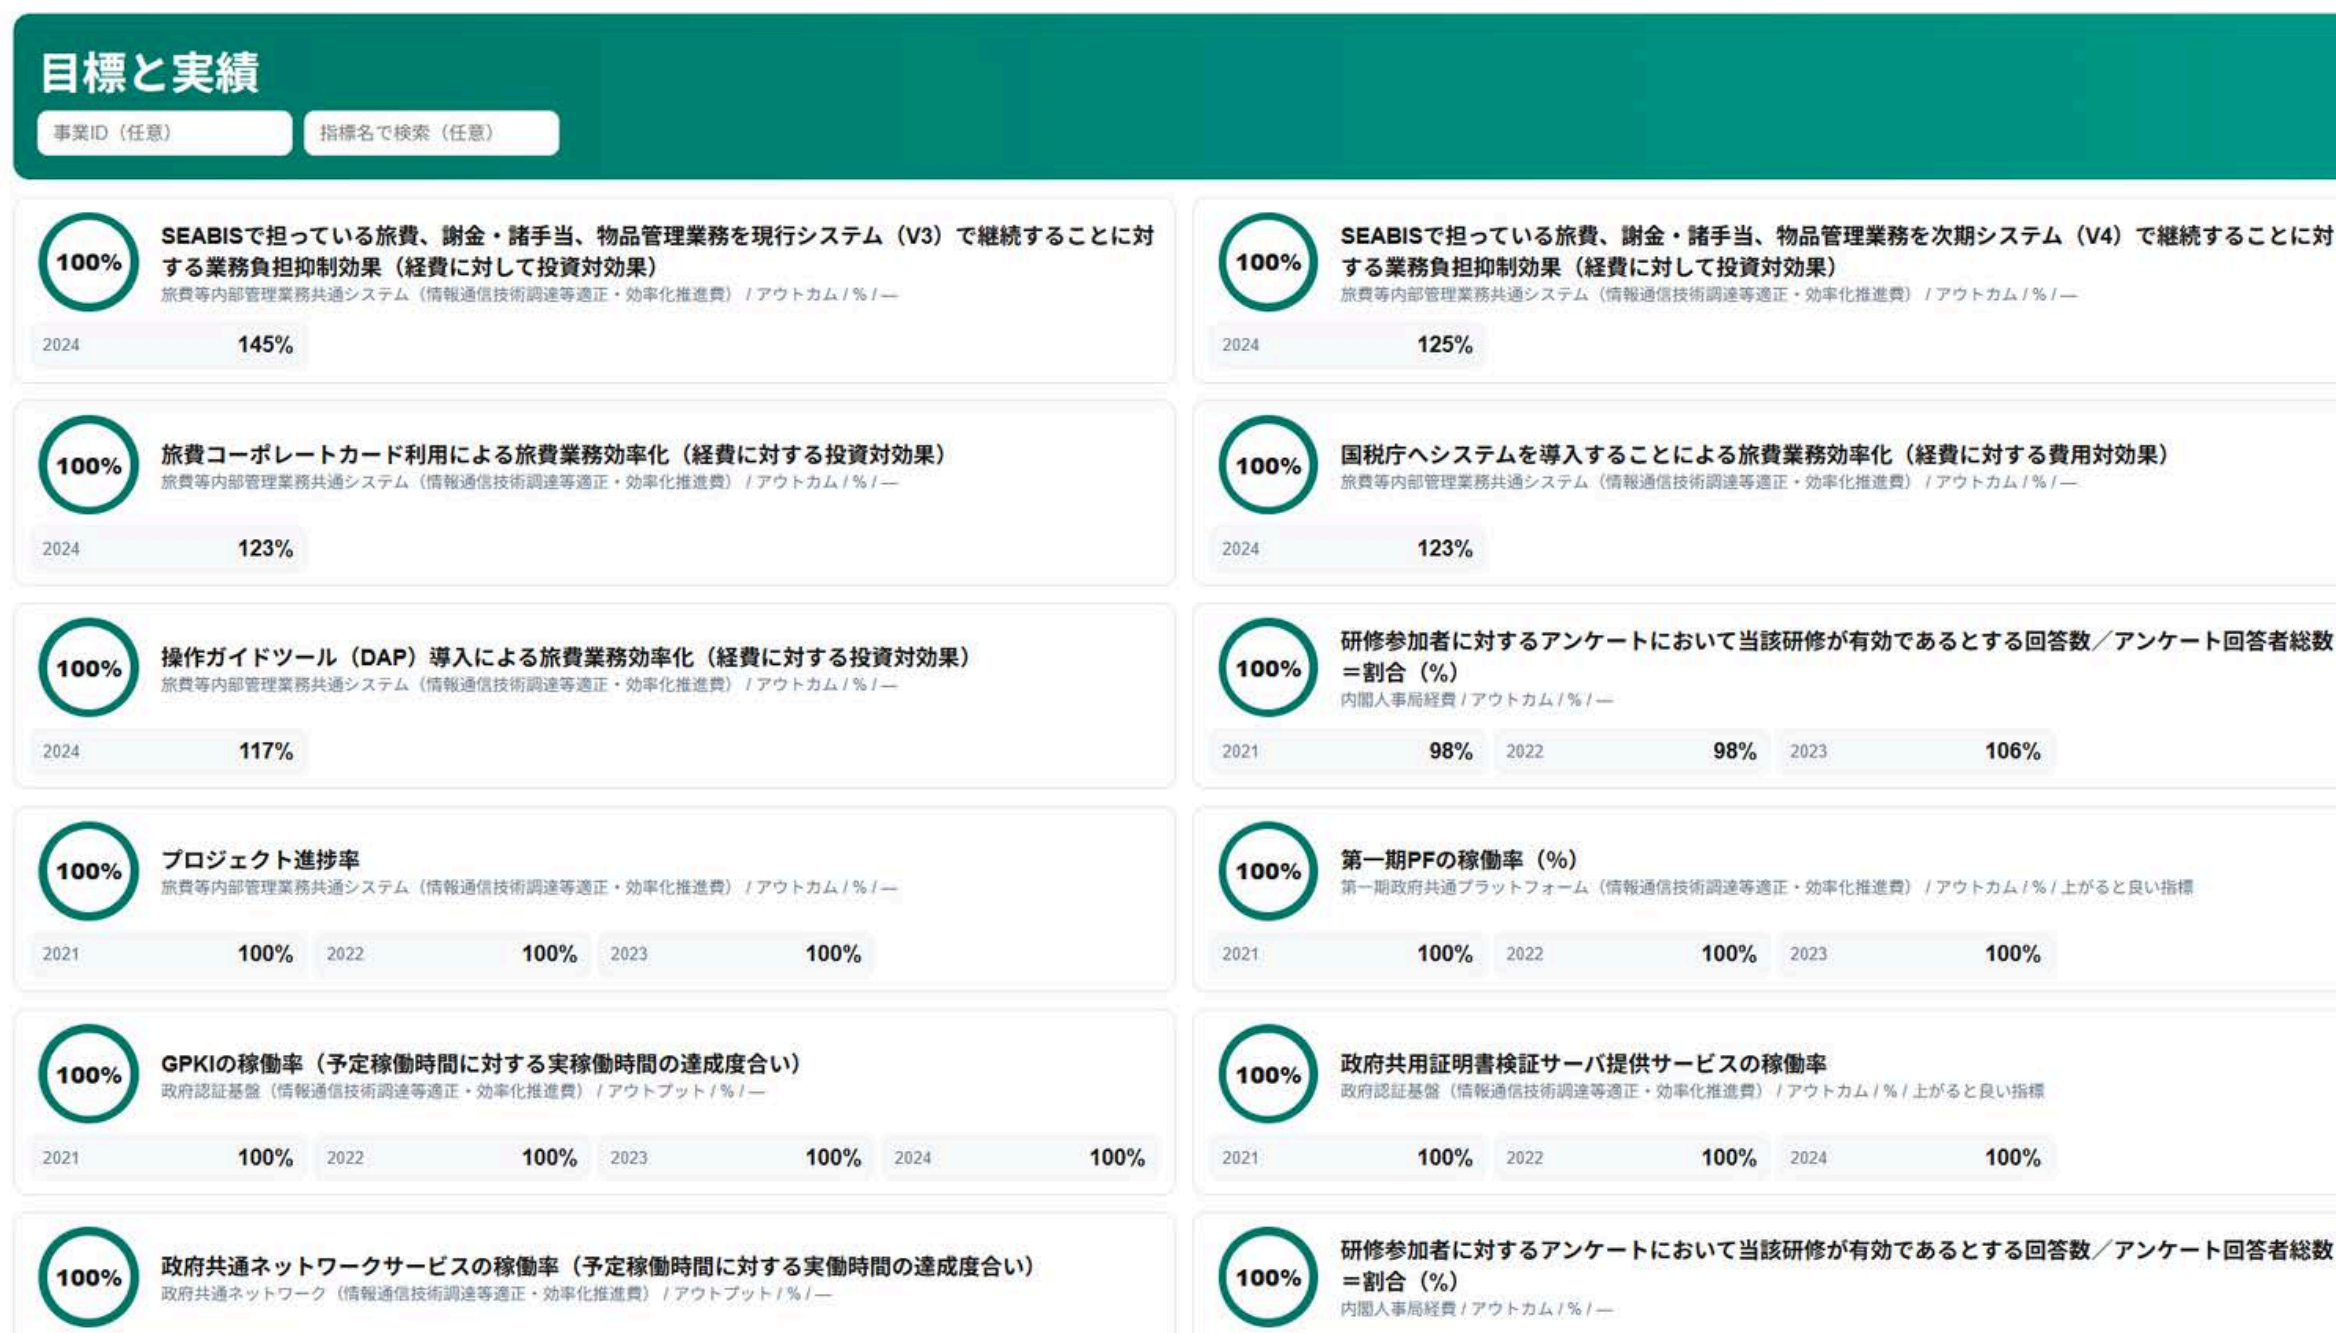 目標と実績
事業ID（任意）
指標名で検索（任意）
100%
SEABISで担っている旅費、謝金・諸手当、物品管理業務を現行システム（V3）で継続することに対
する業務負担抑制効果（経費に対して投資対効果）
旅費等内部管理業務共通システム（情報通信技術調達等適正・効率化推進費） / アウトカム / % / —
2024 145%
100%
SEABISで担っている旅費、謝金・諸手当、物品管理業務を次期システム（V4）で継続することに対
する業務負担抑制効果（経費に対して投資対効果）
旅費等内部管理業務共通システム（情報通信技術調達等適正・効率化推進費） / アウトカム / % / —
2024 125%
100%
旅費コーポレートカード利用による旅費業務効率化（経費に対する投資対効果）
旅費等内部管理業務共通システム（情報通信技術調達等適正・効率化推進費） / アウトカム / % / —
2024 123%
100%
国税庁へシステムを導入することによる旅費業務効率化（経費に対する費用対効果）
旅費等内部管理業務共通システム（情報通信技術調達等適正・効率化推進費） / アウトカム / % / —
2024 123%
100%
操作ガイドツール（DAP）導入による旅費業務効率化（経費に対する投資対効果）
旅費等内部管理業務共通システム（情報通信技術調達等適正・効率化推進費） / アウトカム / % / —
2024 117%
100%
研修参加者に対するアンケートにおいて当該研修が有効であるとする回答数／アンケート回答者総数
＝割合（%）
内閣人事局経費 / アウトカム / % / —
2021 98% 2022 98% 2023 106%
100%
プロジェクト進捗率
旅費等内部管理業務共通システム（情報通信技術調達等適正・効率化推進費） / アウトカム / % / —
2021 100% 2022 100% 2023 100%
100%
第一期PFの稼働率（%）
第一期政府共通プラットフォーム（情報通信技術調達等適正・効率化推進費） / アウトカム / % / 上がると良い指標
2021 100% 2022 100% 2023 100%
100%
GPKIの稼働率（予定稼働時間に対する実稼働時間の達成度合い）
政府認証基盤（情報通信技術調達等適正・効率化推進費） / アウトプット / % / —
2021 100% 2022 100% 2023 100% 2024 100%
100%
政府共用証明書検証サーバ提供サービスの稼働率
政府認証基盤（情報通信技術調達等適正・効率化推進費） / アウトカム / % / 上がると良い指標
2021 100% 2022 100% 2024 100%
100%
政府共通ネットワークサービスの稼働率（予定稼働時間に対する実働時間の達成度合い）
政府共通ネットワーク（情報通信技術調達等適正・効率化推進費） / アウトプット / % / —
100%
研修参加者に対するアンケートにおいて当該研修が有効であるとする回答数／アンケート回答者総数
＝割合（%）
内閣人事局経費 / アウトカム / % / —